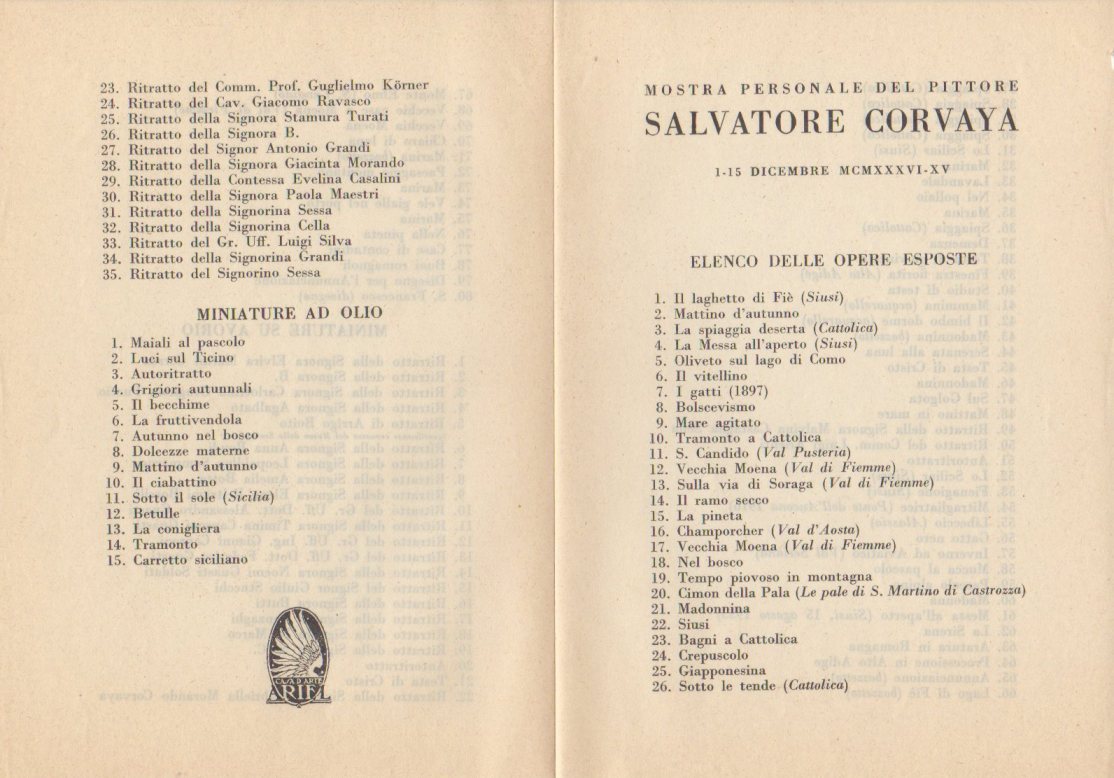 23. Ritratto del Comm. Prof. Guglielmo Körner
24. Ritratto del Cav. Giacomo Ravasco
25. Ritratto della Signora Stamura Turati
26. Ritratto della Signora B.
27. Ritratto del Signor Antonio Grandi
28. Ritratto della Signora Giacinta Morando
29. Ritratto della Contessa Evelina Casalini
30. Ritratto della Signora Paola Maestri
31. Ritratto della Signorina Sessa
32. Ritratto della Signorina Cella
33. Ritratto del Gr. Uff. Luigi Silva
34. Ritratto della Signorina Grandi
35. Ritratto del Signorino Sessa
MINIATURE AD OLIO
1. Maiali al pascolo
2. Luci sul Ticino
3. Autoritratto
4. Grigiori autunnali
5. Il becchime
6. La fruttivendola
7. Autunno nel bosco
8. Dolcezze materne
9. Mattino d'autunno
10. Il ciabattino
11. Sotto il sole (Sicilia)
12. Betulle
13. La conigliera
14. Tramonto
15. Carretto siciliano
CASA D'ARTE
ARIEL
MOSTRA PERSONALE DEL PITTORE
SALVATORE CORVAYA
1-15 DICEMBRE MCMXXXVI-XV
ELENCO DELLE OPERE ESPOSTE
1. Il laghetto di Fiè (Siusi)
2. Mattino d'autunno
3. La spiaggia deserta (Cattolica)
4. La Messa all'aperto (Siusi)
5. Oliveto sul lago di Como
6. Il vitellino
7. I gatti (1897)
8. Bolscevismo
9. Mare agitato
10. Tramonto a Cattolica
11. S. Candido (Val Pusteria)
12. Vecchia Moena (Val di Fiemme)
13. Sulla via di Soraga (Val di Fiemme)
14. Il ramo secco
15. La pineta
16. Champorcher (Val d'Aosta)
17. Vecchia Moena (Val di Fiemme)
18. Nel bosco
19. Tempo piovoso in montagna
20. Cimon della Pala (Le pale di S. Martino di Castrozza)
21. Madonnina
22. Siusi
23. Bagni a Cattolica
24. Crepuscolo
25. Giapponesina
26. Sotto le tende (Cattolica)